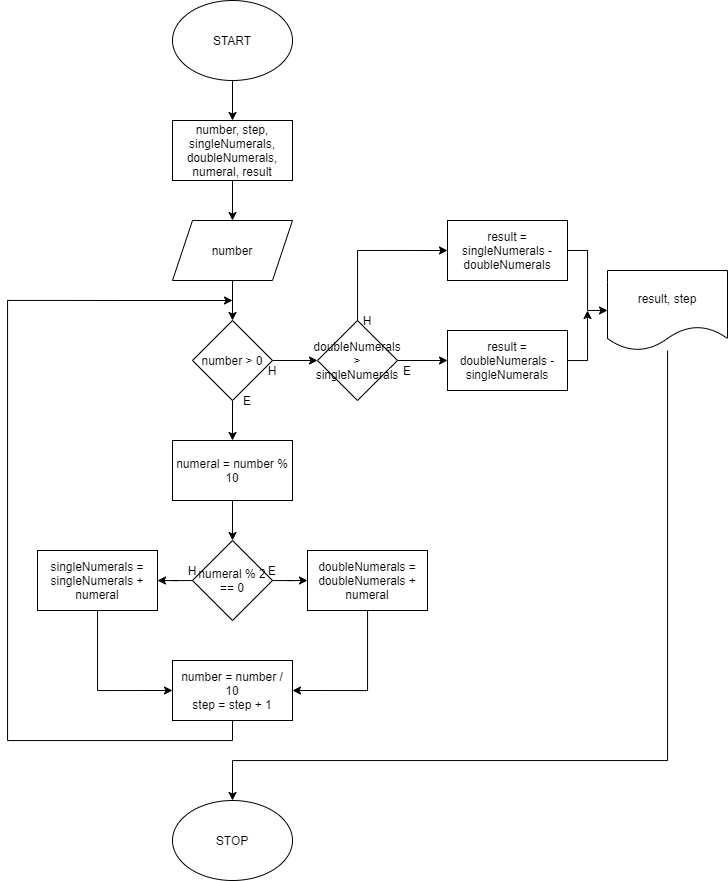 START
number, step,
singleNumerals,
doubleNumerals,
numeral, result
number
number > 0
H
E
doubleNumerals
>
singleNumerals
H
E
result =
singleNumerals -
doubleNumerals
result =
doubleNumerals -
singleNumerals
result, step
numeral = number %
10
numeral % 2
== 0
H
E
singleNumerals =
singleNumerals +
numeral
doubleNumerals =
doubleNumerals +
numeral
number = number /
10
step = step + 1
STOP